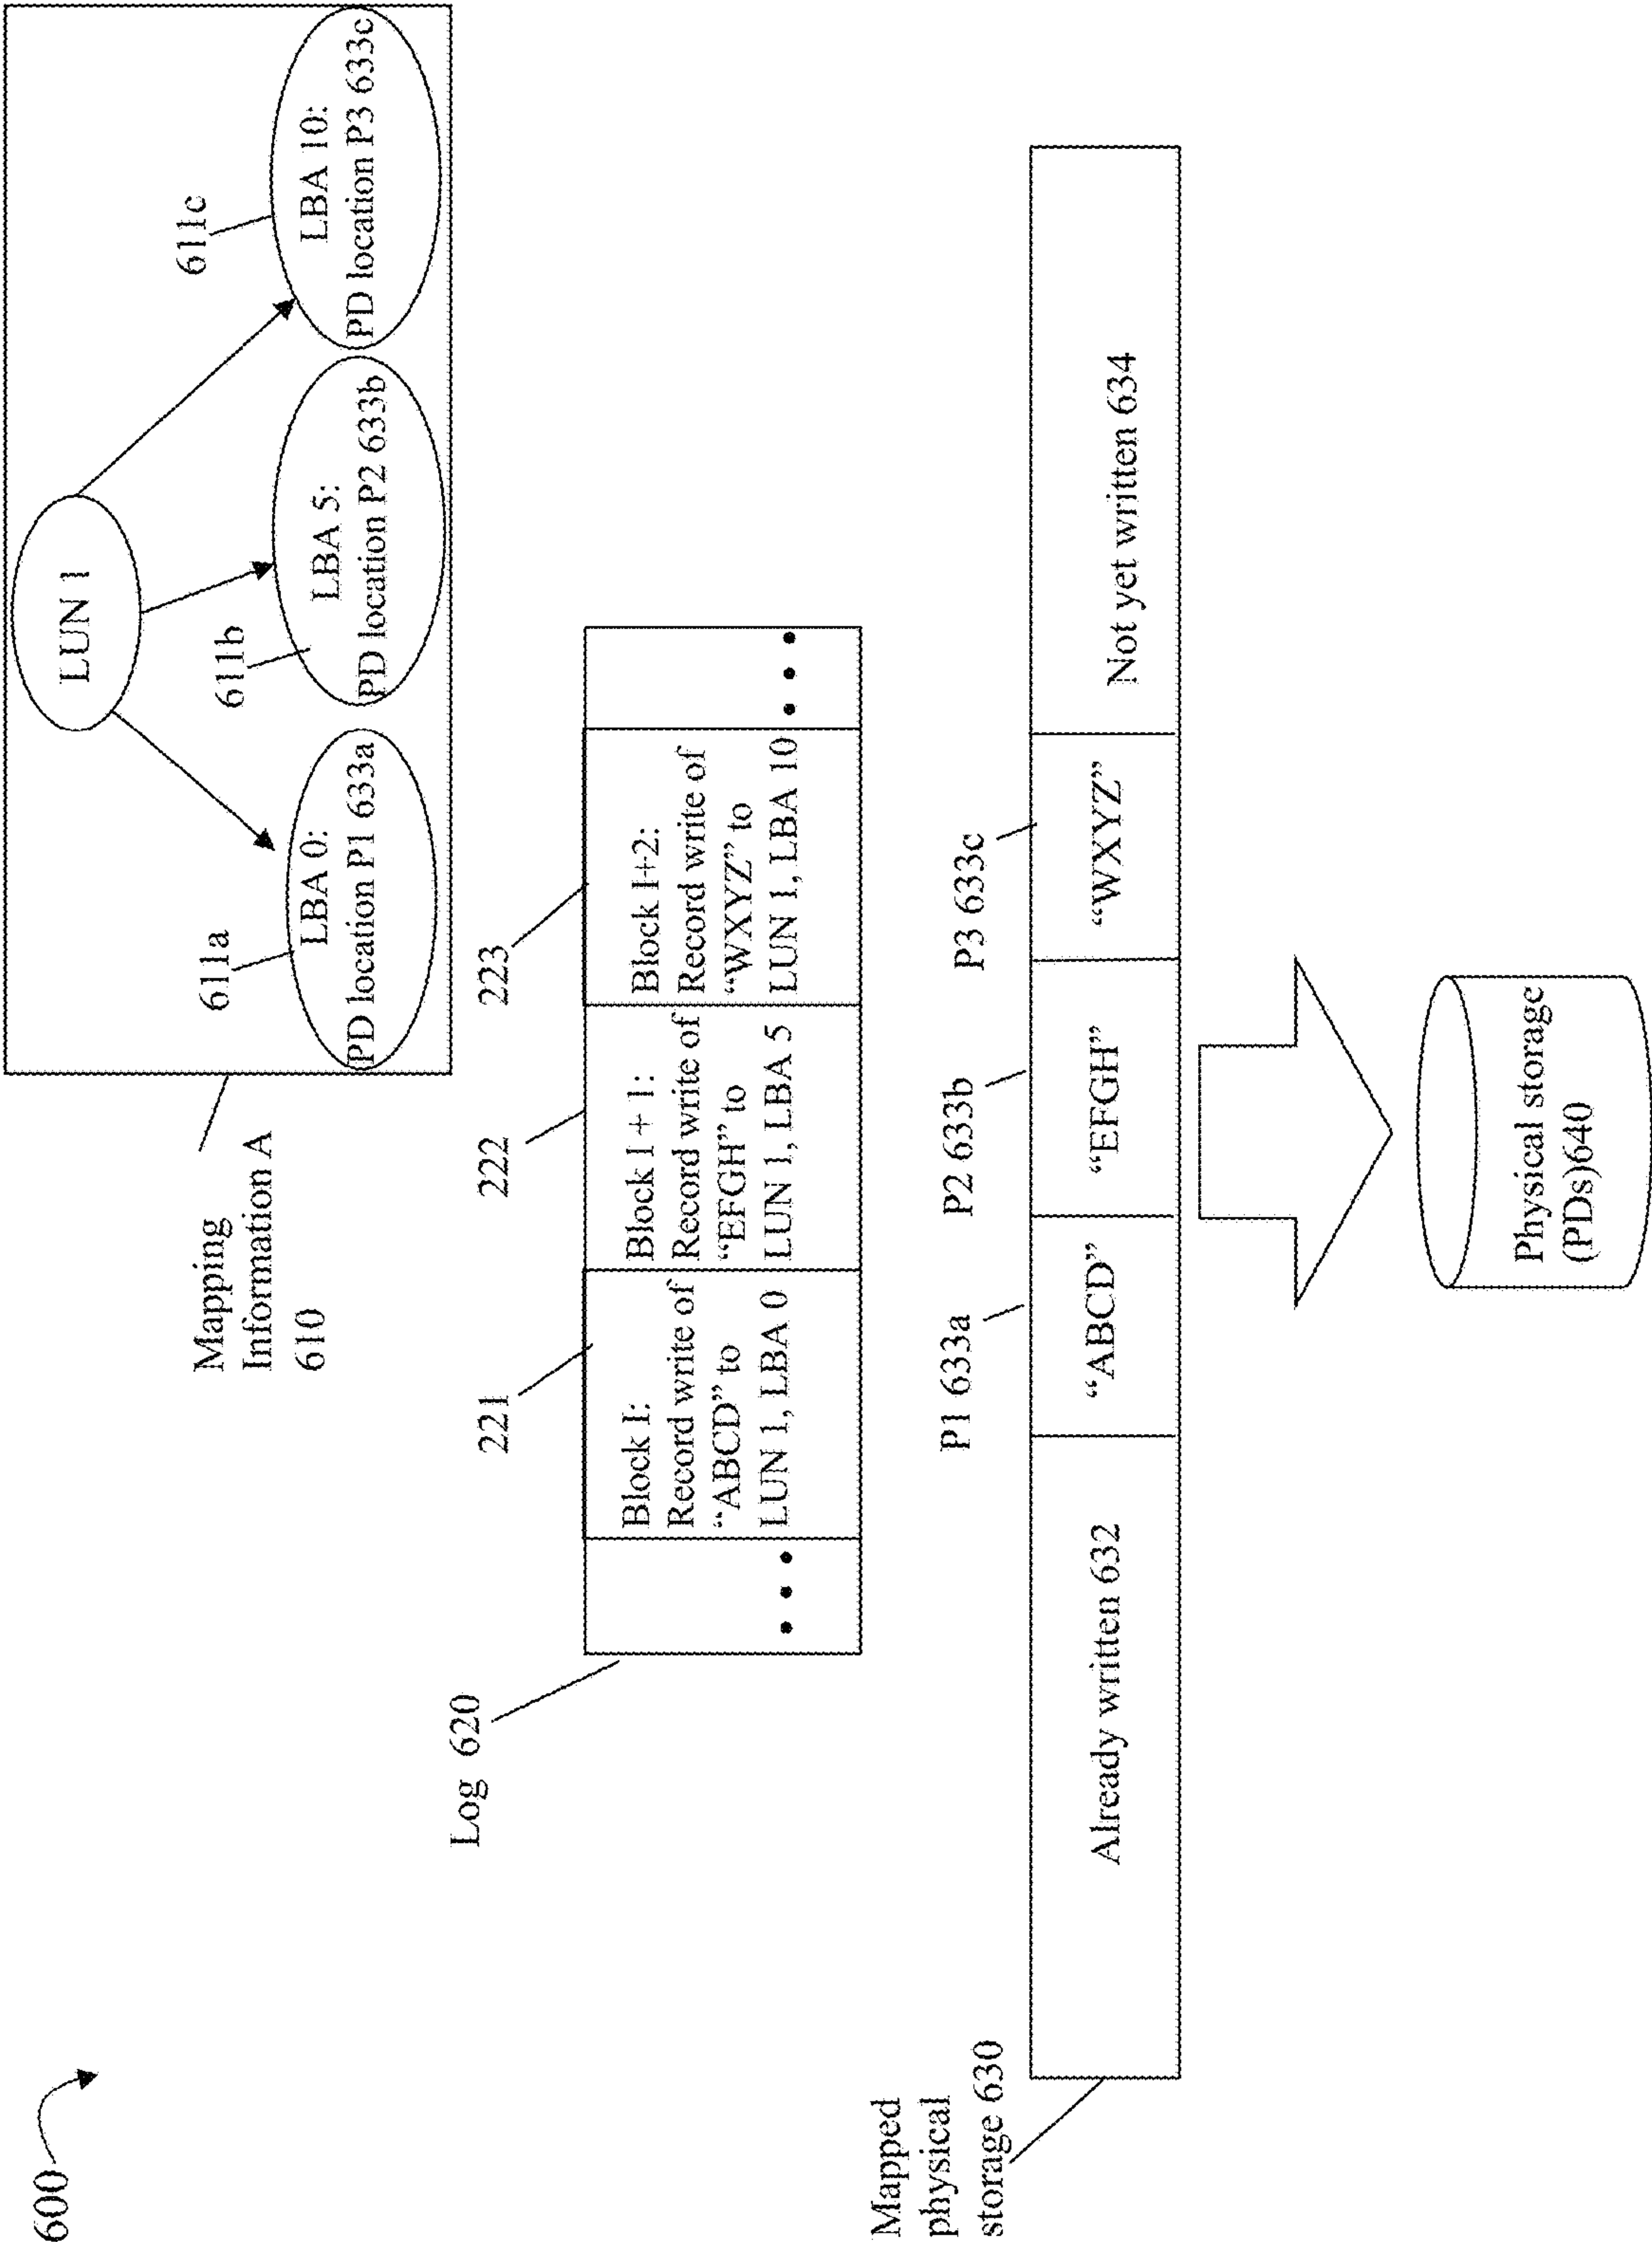 600
LUN 1
611a
611b
611c
LBA 0:
PD location P1 633a
LBA 5:
PD location P2 633b
LBA 10:
PD location P3 633c
Mapping
Information A
610
Log 620
221
222
223
Block I:
Record write of
“ABCD” to
LUN 1, LBA 0
Block I + 1:
Record write of
“EFGH” to
LUN 1, LBA 5
Block I+2:
Record write of
“WXYZ” to
LUN 1, LBA 10
• • •
• • •
Mapped
physical
storage 630
P1 633a
P2 633b
P3 633c
Already written 632
“ABCD”
“EFGH”
“WXYZ”
Not yet written 634
Physical storage
(PDs)640